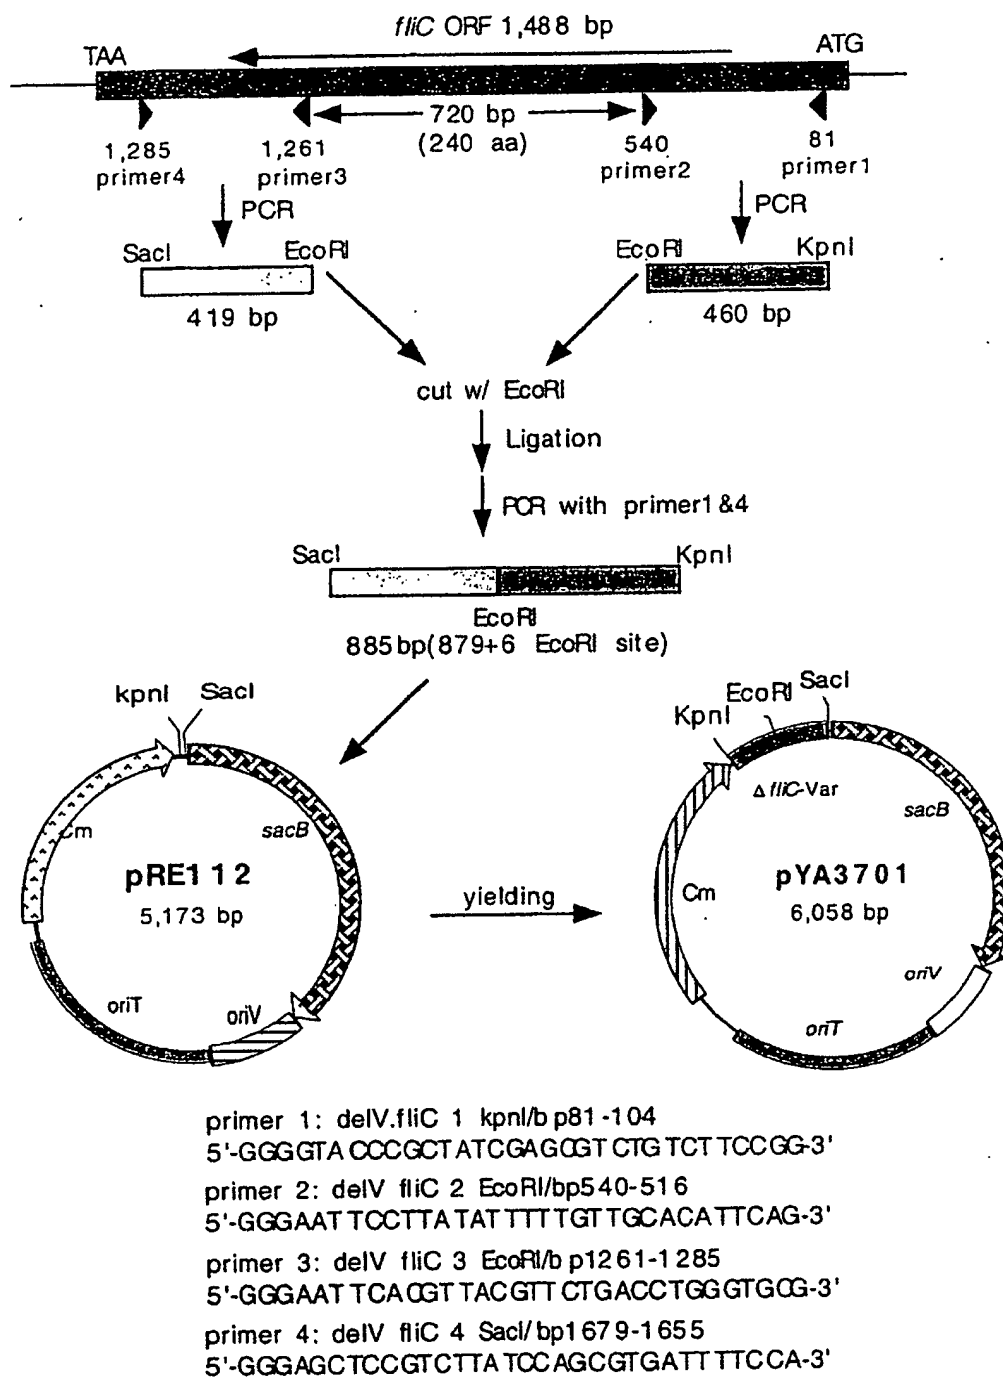 fliC ORF 1,488 bp
TAA
ATG
720 bp
(240 aa)
1,285
primer4
1,261
primer3
540
primer2
81
primer1
PCR
PCR
SacI
EcoRI
EcoRI
KpnI
419 bp
460 bp
cut w/ EcoRI
Ligation
PCR with primer1&4
SacI
KpnI
EcoRI
885bp(879+6 EcoRI site)
kpnI
SacI
KpnI
EcoRI
SacI
Δ fliC-Var
Cm
sacB
pRE112
5,173 bp
oriT
oriV
yielding
Cm
sacB
pYA3701
6,058 bp
oriV
oriT
primer 1: delV.fliC 1 kpnI/bp81-104
5'-GGGGTACCCGCTATCGAGCGTCTGTCTTCCGG-3'
primer 2: delV fliC 2 EcoRI/bp540-516
5'-GGGAATTCCTTATATTTTTGTTGCACATTCAG-3'
primer 3: delV fliC 3 EcoRI/bp1261-1285
5'-GGGAATTCACGTTACGTTCTGACCTGGGTGCG-3'
primer 4: delV fliC 4 SacI/bp1679-1655
5'-GGGAGCTCCGTCTTATCCAGCGTGATTTTCCA-3'